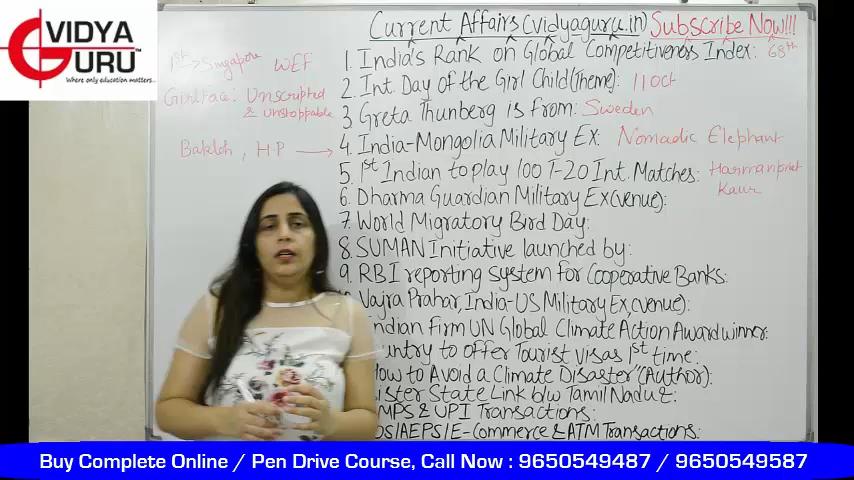 VIDYA
GURU™
Where only education matters...
Current Affairs (vidyaguru.in) Subscribe Now!!!
1st → Singapore WEF
Girlforce: Unscripted
& unstoppable
Bakloh, H.P →
1. India's Rank on Global Competitiveness Index: 68th
2. Int. Day of the Girl Child (Theme): 11 Oct
3 Greta Thunberg is from: Sweden
4. India-Mongolia Military Ex. Nomadic Elephant
5. 1st Indian to play 100 T-20 Int. Matches: Harmanpreet
Kaur
6. Dharma Guardian Military Ex (venue):
7. World Migratory Bird Day:
8. SUMAN Initiative launched by:
9. RBI reporting system for Cooperative Banks:
Vajra Prahar, India-US Military Ex, (venue):
Indian Firm UN Global Climate Action Award winner:
untry to offer Tourist visas 1st time:
"How to Avoid a Climate Disaster" (Author):
ister State Link b/w Tamil Nadu &:
MPS & UPI Transactions:
OS/AEPS/E-Commerce & ATM Transactions:
Buy Complete Online / Pen Drive Course, Call Now : 9650549487 / 9650549587